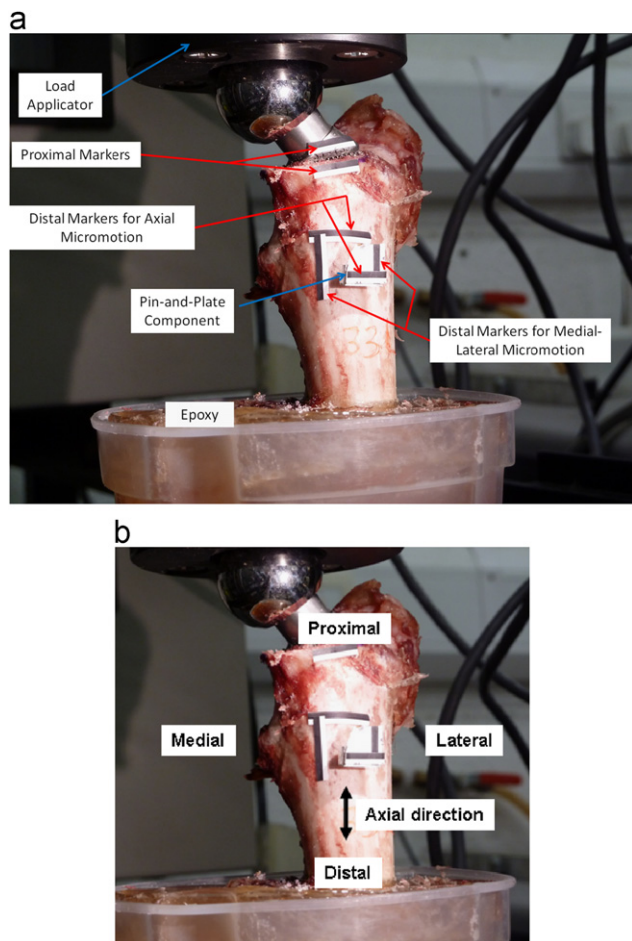 a
Load
Applicator
Proximal Markers
Distal Markers for Axial
Micromotion
Pin-and-Plate
Component
Distal Markers for Medial-
Lateral Micromotion
Epoxy
33
b
Proximal
Medial
Lateral
Axial direction
Distal